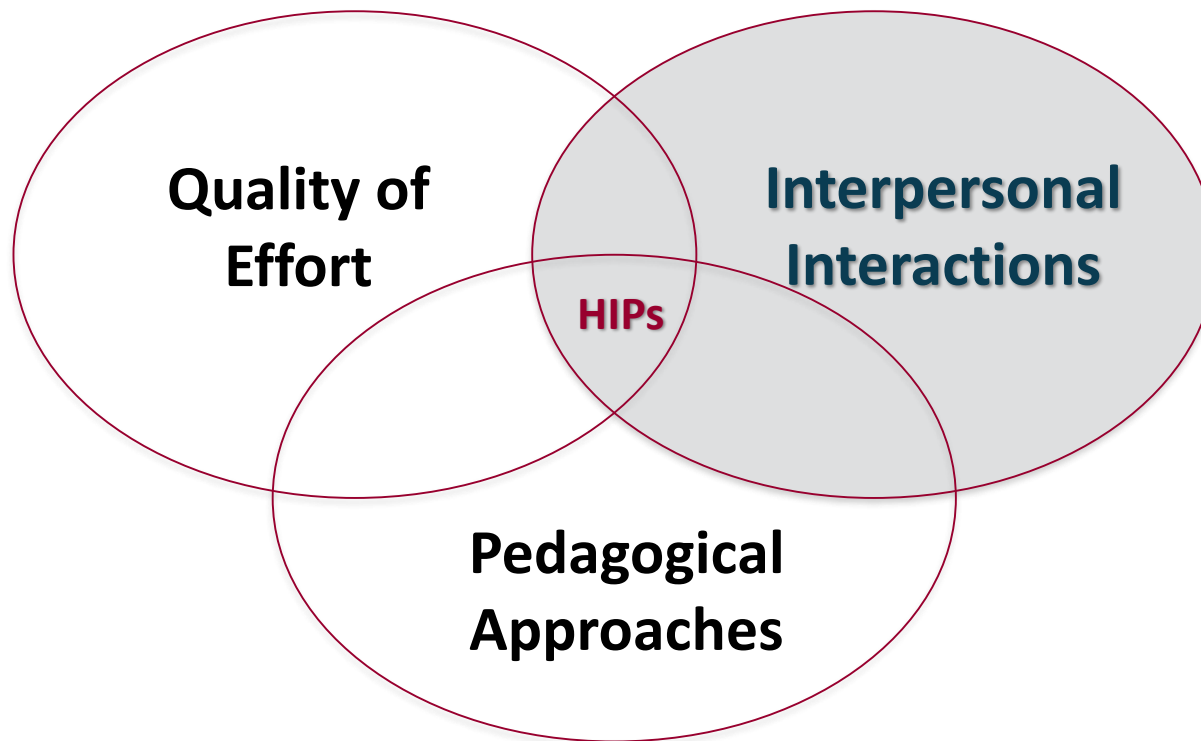 Quality of
Effort
Interpersonal
Interactions
HIPs
Pedagogical
Approaches